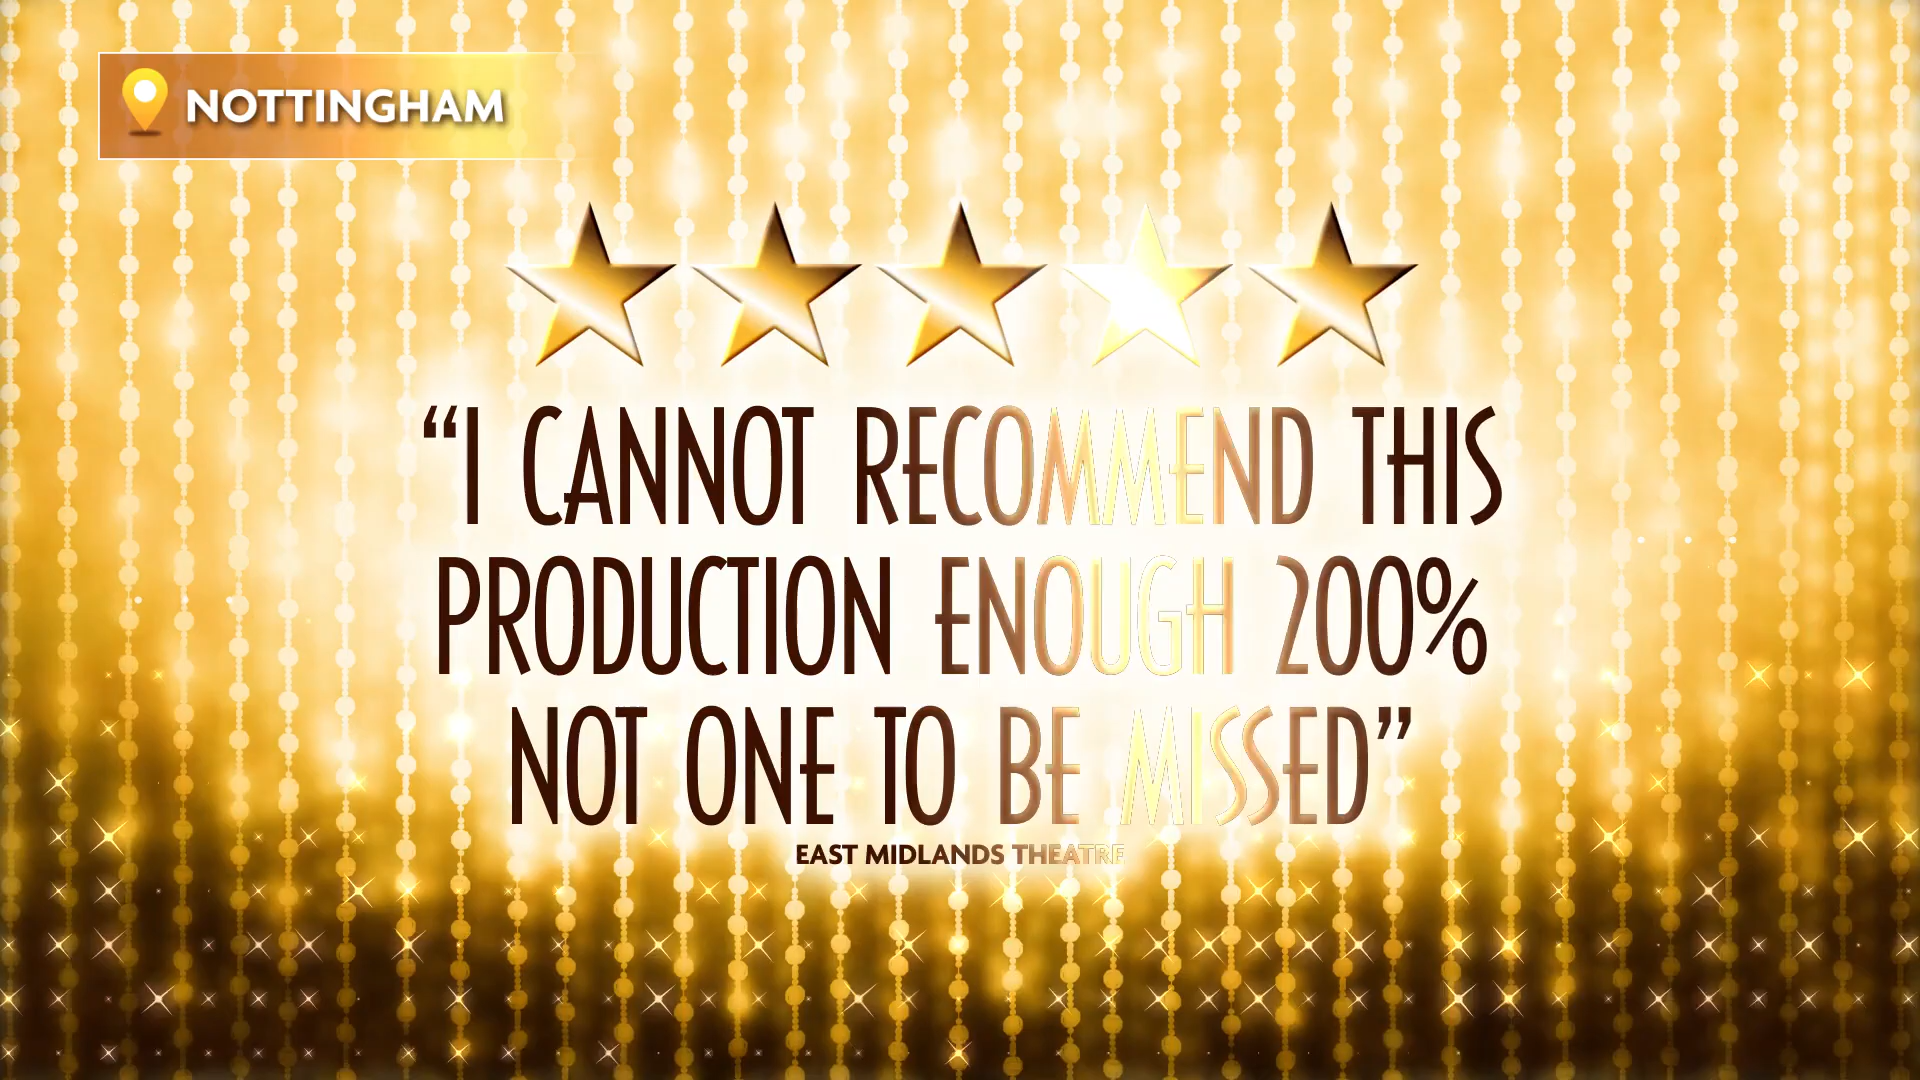 NOTTINGHAM
“I CANNOT RECOMMEND THIS
PRODUCTION ENOUGH 200%
NOT ONE TO BE MISSED”
EAST MIDLANDS THEATRE